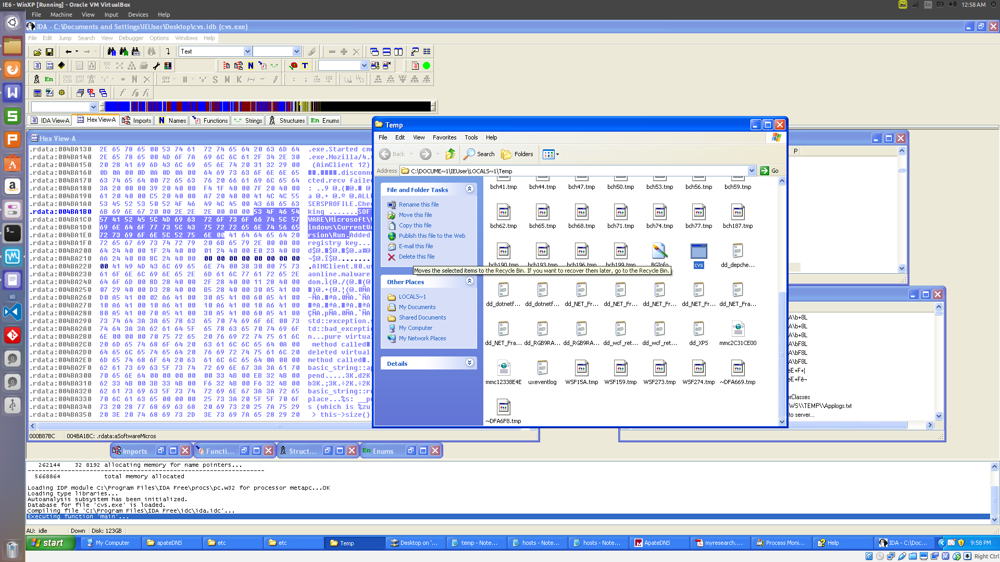 IE6 - WinXP [Running] - Oracle VM VirtualBox
En
12:58 AM
File Machine View Input Devices Help
IDA - C:\Documents and Settings\IEUser\Desktop\cvs.idb (cvs.exe)
File Edit Jump Search View Debugger Options Windows Help
Text
IDA View-A Hex View-A Imports Names Functions Strings Structures En Enums
Hex View-A
.rdata:004BA130 2E 65 78 65 00 53 74 61 72 74 65 64 20 63 6D 64 .exe.Started cm
.rdata:004BA140 2E 65 78 65 00 4D 6F 7A 69 6C 6C 61 2F 34 2E 30 .exe.Mozilla/4.
.rdata:004BA150 20 28 41 69 6D 43 6C 69 65 6E 74 20 31 32 29 00 (AimClient 12)
.rdata:004BA160 0D 0A 00 0D 0A 0D 0A 00 64 69 73 63 6F 6E 6E 65
.rdata:004BA170 63 74 65 64 00 72 65 63 76 20 66 61 69 6C 65 64 cted.recv failed
.rdata:004BA180 3A 20 00 00 39 20 40 00 F4 1F 40 00 7F 20 40 00
.rdata:004BA190 61 20 40 00 C5 20 40 00 A7 20 40 00 41 4C 4C 55
.rdata:004BA1A0 53 45 52 53 50 52 4F 46 49 4C 45 00 43 68 65 63 SERSPROFILE.Chec
.rdata:004BA1B0 6B 69 6E 67 20 00 2E 2E 2E 00 00 00 53 4F 46 54 king .......SOF
.rdata:004BA1C0 57 41 52 45 5C 4D 69 63 72 6F 73 6F 66 74 5C 57 WARE\Microsoft\
.rdata:004BA1D0 69 6E 64 6F 77 73 5C 43 75 72 72 65 6E 74 56 65 indows\CurrentV
.rdata:004BA1E0 72 73 69 6F 6E 5C 52 75 6E 00 41 64 64 65 64 20 rsion\Run.Added
.rdata:004BA1F0 72 65 67 69 73 74 72 79 20 6B 65 79 2E 00 00 00 registry key....
.rdata:004BA200 64 24 40 00 1F 24 40 00 01 24 40 00 E0 23 40 00
.rdata:004BA210 AA 24 40 00 8C 24 40 00 00 00 00 00 00 00 00 00
.rdata:004BA220 00 41 49 4D 43 6C 69 65 6E 74 00 38 30 00 75 73 .AIMClient.80.us
.rdata:004BA230 61 6F 6E 6C 69 6E 65 2E 6D 61 6C 77 61 72 65 2E aonline.malware
.rdata:004BA240 64 6F 6D 00 8D 28 40 00 2F 28 40 00 11 28 40 00
.rdata:004BA250 07 29 40 00 D3 28 40 00 B5 28 40 00 30 A5 41 00
.rdata:004BA260 D0 A5 41 00 02 A6 41 00 30 A5 41 00 60 A5 41 00
.rdata:004BA270 10 A6 41 00 10 A6 41 00 10 A6 41 00 10 A6 41 00
.rdata:004BA280 80 A5 41 00 70 A5 41 00 30 A5 41 00 60 A5 41 00
.rdata:004BA290 73 74 64 3A 3A 65 78 63 65 70 74 69 6F 6E 00 73 std::exception.s
.rdata:004BA2A0 74 64 3A 3A 62 61 64 5F 65 78 63 65 70 74 69 6F td::bad_exceptio
.rdata:004BA2B0 6E 00 00 00 70 75 72 65 20 76 69 72 74 75 61 6C n...pure virtual
.rdata:004BA2C0 20 6D 65 74 68 6F 64 20 63 61 6C 6C 65 64 0A 00 method called
.rdata:004BA2D0 64 65 6C 65 74 65 64 20 76 69 72 74 75 61 6C 20 deleted virtual
.rdata:004BA2E0 6D 65 74 68 6F 64 20 63 61 6C 6C 65 64 0A 00 00 method called
.rdata:004BA2F0 62 61 73 69 63 5F 73 74 72 69 6E 67 3A 3A 61 70 basic_string::ap
.rdata:004BA300 70 65 6E 64 00 00 00 00 00 33 4B 00 EB 32 4B 00 pend.....3K.
.rdata:004BA310 62 33 4B 00 3B 33 4B 00 F6 32 4B 00 F6 32 4B 00 b3K.;3K.÷2K.÷2K
.rdata:004BA320 62 61 73 69 63 5F 73 74 72 69 6E 67 3A 3A 72 65 basic_string::re
.rdata:004BA330 70 6C 61 63 65 00 00 00 25 73 3A 20 5F 5F 70 6F place...%s: __po
.rdata:004BA340 73 20 28 77 68 69 63 68 20 69 73 20 25 7A 75 29 s (which is %zu
.rdata:004BA350 20 3E 20 74 68 69 73 2D 3E 73 69 7A 65 28 29 20 > this->size()
000B87BC 004BA1BC: .rdata:aSoftwareMicros
Temp
File Edit View Favorites Tools Help
Back Search Folders
Address C:\DOCUME~1\IEUser\LOCALS~1\Temp Go
File and Folder Tasks
Rename this file
Move this file
Copy this file
Publish this file to the Web
E-mail this file
Delete this file
Moves the selected items to the Recycle Bin. If you want to recover them later, go to the Recycle Bin.
Other Places
LOCALS~1
My Documents
Shared Documents
My Computer
My Network Places
Details
bch41.tmp bch44.tmp bch47.tmp bch50.tmp bch53.tmp bch56.tmp bch59.tmp
bch62.tmp bch65.tmp bch68.tmp bch71.tmp bch74.tmp bch77.tmp bch187.tmp
bch190.tmp bch193.tmp bch196.tmp bch199.tmp BGInfo cvs dd_depche...
dd_dotnetf... dd_dotnetf... dd_NET_Fr... dd_NET_Fr... dd_NET_Fr... dd_NET_Fr... dd_NET_Fra...
dd_NET_Fra... dd_RGB9RA... dd_RGB9RA... dd_wcf_ret... dd_wcf_ret... dd_XPS mmc2C31CE00
mmc12338E4E uxeventlog WSF15A.tmp WSF159.tmp WSF273.tmp WSF274.tmp ~DFA669.tmp
~DFA6F8.tmp
P
A\b+8L
A\b+8L
A\b+8L
A\bF8L
A\bF8L
A\bF8L
erClasses
WS\\TEMP\\Applogs.txt
to server...
Imports Functi... Struct... En Enums
262144 32 8192 allocating memory for name pointers...
-----------------------------------------------------------------
5668864 total memory allocated
Loading IDP module C:\Program Files\IDA Free\procs\pc.w32 for processor metapc...OK
Loading type libraries...
Autoanalysis subsystem has been initialized.
Database for file 'cvs.exe' is loaded.
Compiling file 'C:\Program Files\IDA Free\idc\ida.idc'...
Executing function 'main'...
AU: idle Down Disk: 123GB
start My Computer apateDNS etc etc Temp Desktop on '... temp - Note... hosts - Note... hosts - Note... ApateDNS myresearch.... Process Moni... Help IDA - C:\Doc... 9:58 PM
Right Ctrl